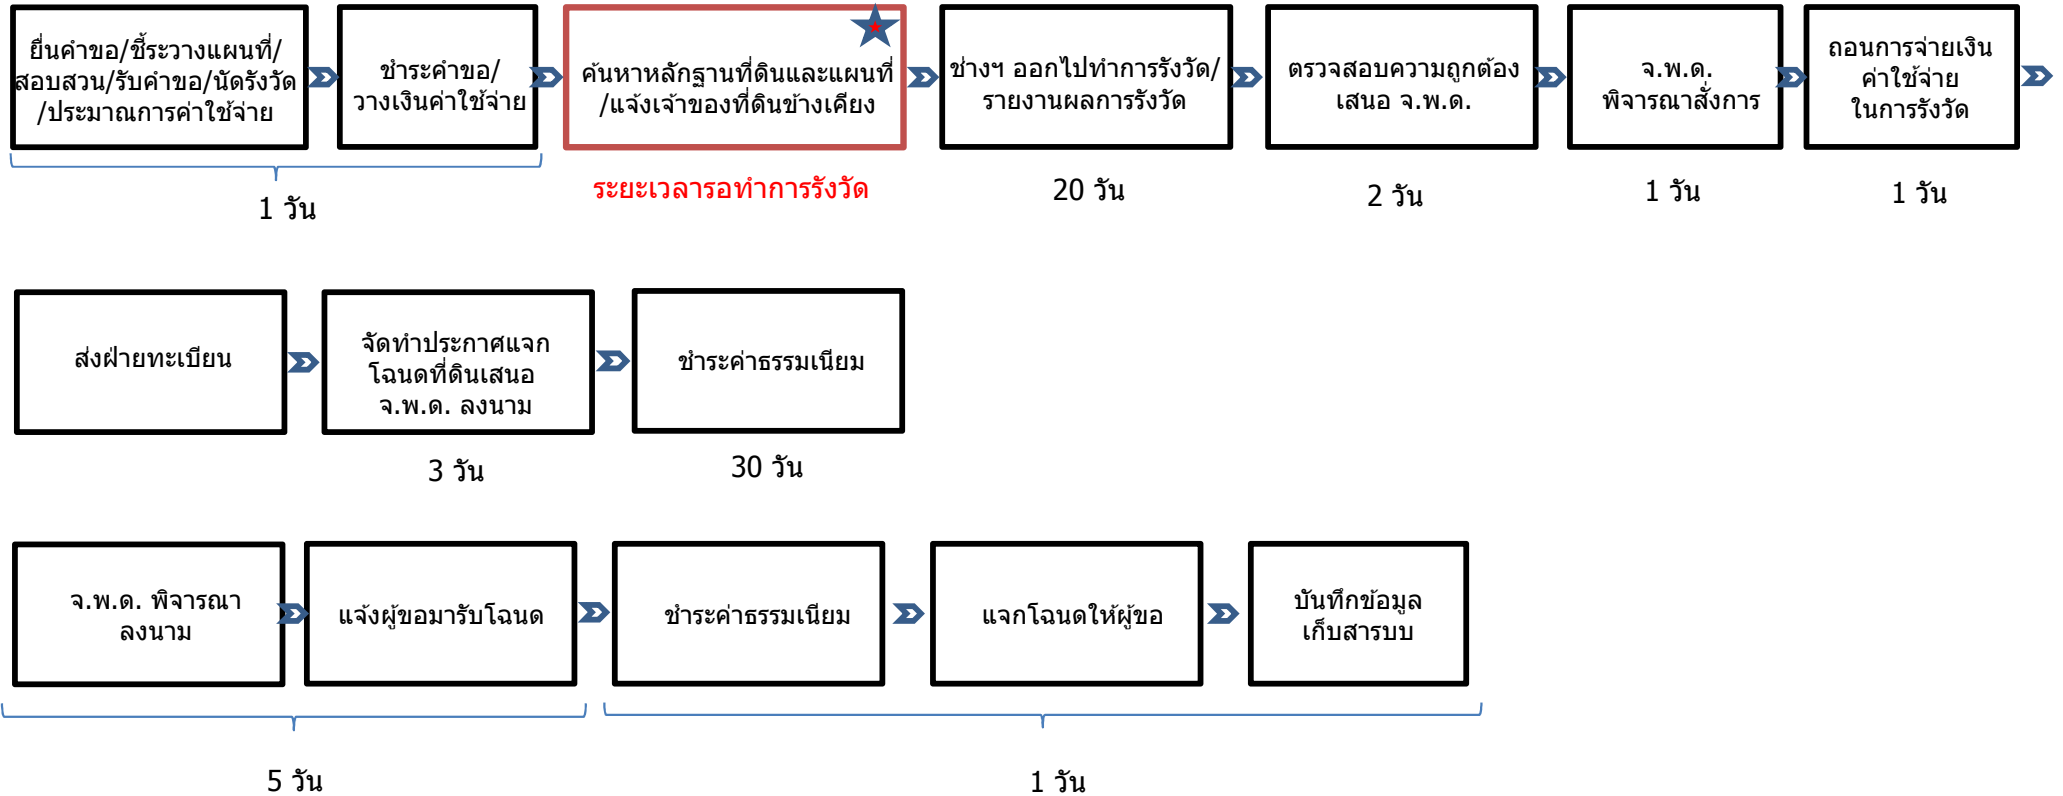 ยื่นคำขอ/ชี้ระวางแผนที่/
สอบสวน/รับคำขอ/นัดรังวัด
/ประมาณการค่าใช้จ่าย
ชำระคำขอ/
วางเงินค่าใช้จ่าย
ค้นหาหลักฐานที่ดินและแผนที่
/แจ้งเจ้าของที่ดินข้างเคียง
ช่างฯ ออกไปทำการรังวัด/
รายงานผลการรังวัด
ตรวจสอบความถูกต้อง
เสนอ จ.พ.ด.
จ.พ.ด.
พิจารณาสั่งการ
ถอนการจ่ายเงิน
ค่าใช้จ่าย
ในการรังวัด
1 วัน
ระยะเวลารอทำการรังวัด
20 วัน
2 วัน
1 วัน
1 วัน
ส่งฝ่ายทะเบียน
จัดทำประกาศแจก
โฉนดที่ดินเสนอ
จ.พ.ด. ลงนาม
ชำระค่าธรรมเนียม
3 วัน
30 วัน
จ.พ.ด. พิจารณา
ลงนาม
แจ้งผู้ขอมารับโฉนด
ชำระค่าธรรมเนียม
แจกโฉนดให้ผู้ขอ
บันทึกข้อมูล
เก็บสารบบ
5 วัน
1 วัน